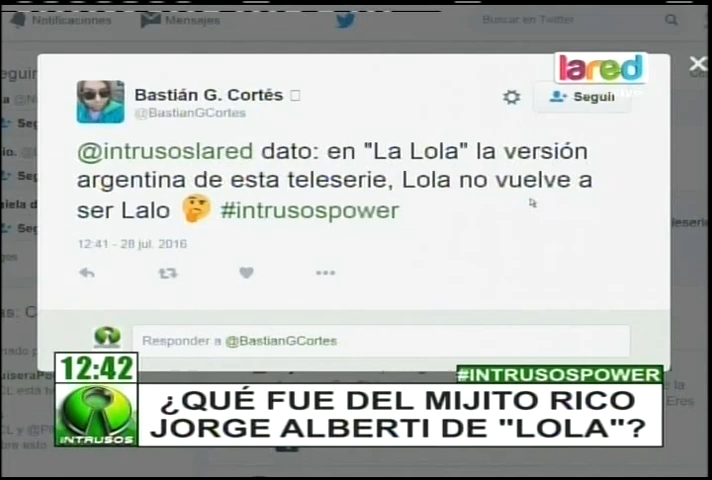 Notificaciones
Mensajes
Buscar en Twitter
lared
Bastián G. Cortés
@BastianGCortes
Seguir
@intrusoslared dato: en "La Lola" la versión
argentina de esta teleserie, Lola no vuelve a
ser Lalo 🤔 #intrusospower
12:41 - 28 jul. 2016
Responder a @BastianGCortes
12:42
#INTRUSOSPOWER
INTRUSOS
¿QUÉ FUE DEL MIJITO RICO
JORGE ALBERTI DE "LOLA"?